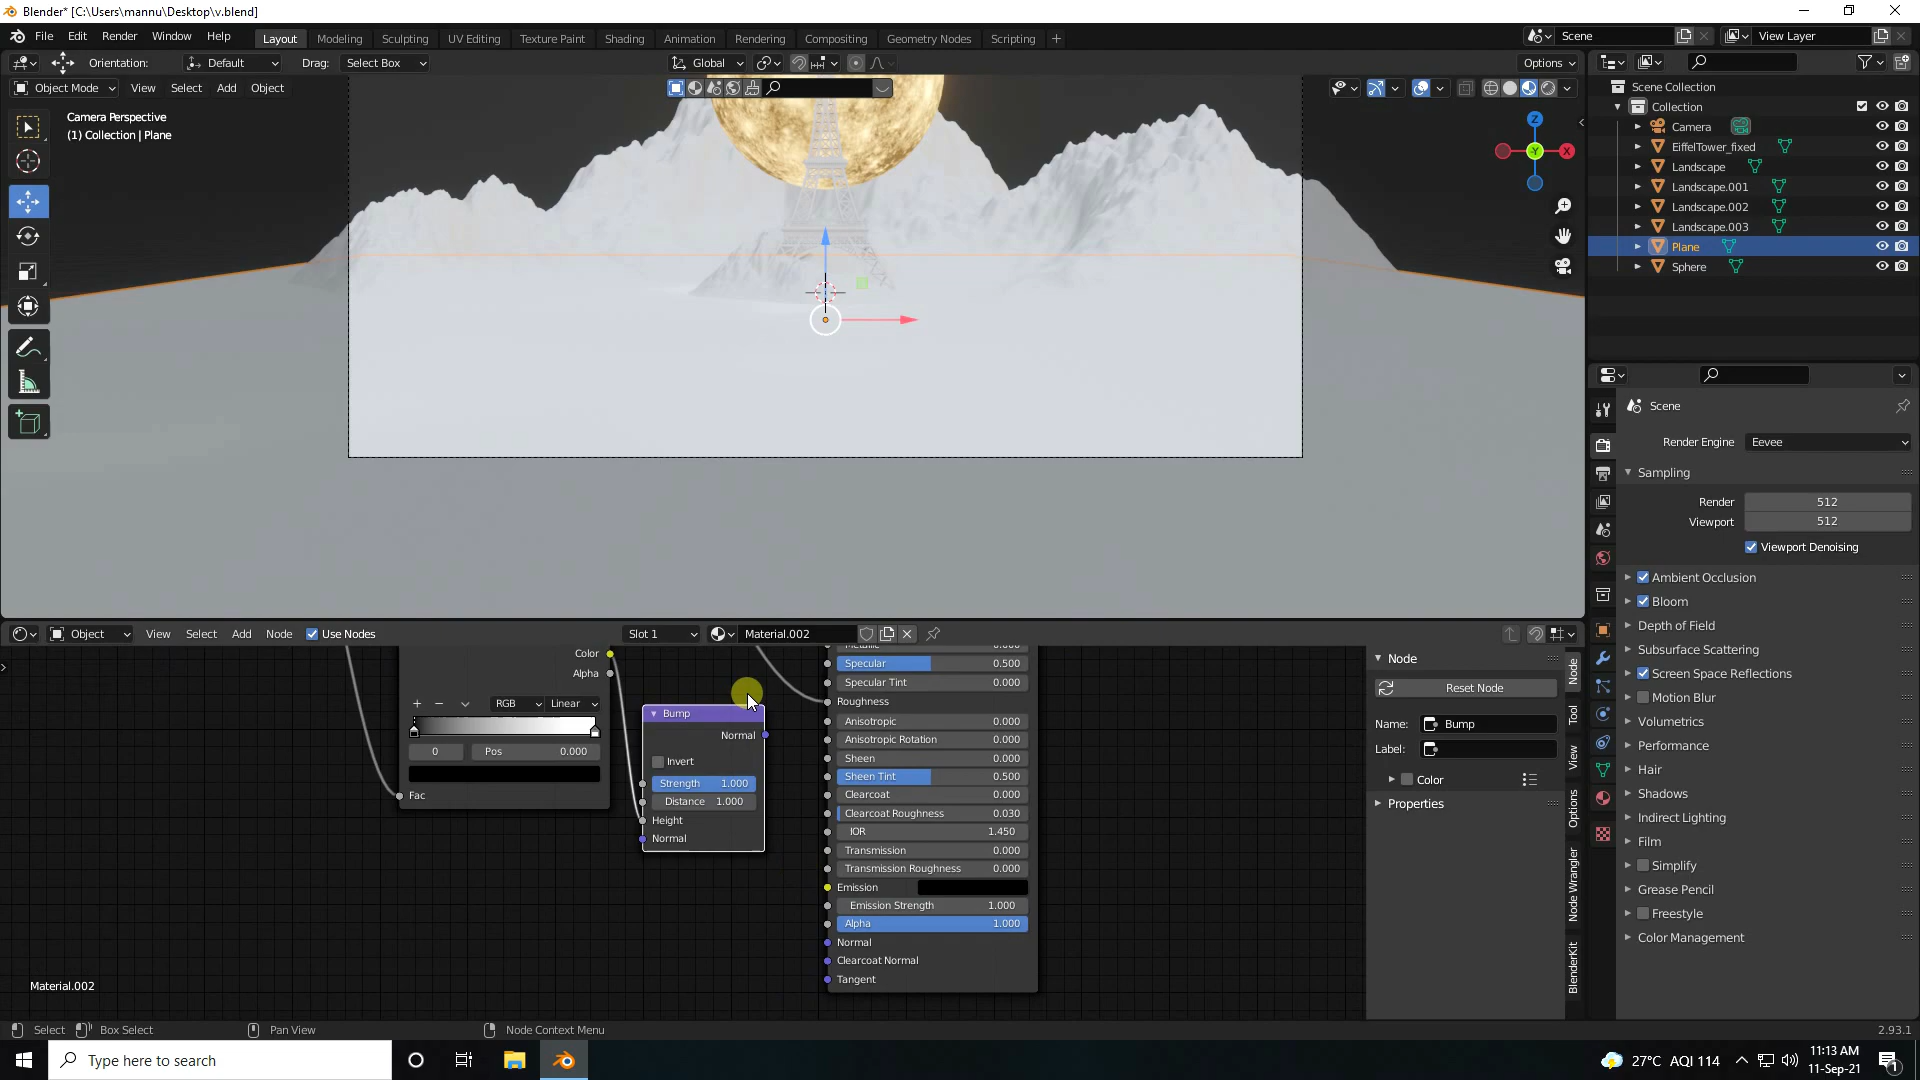 Blender* [C:\Users\mannu\Desktop\v.blend]
File Edit Render Window Help Layout Modeling Sculpting UV Editing Texture Paint Shading Animation Rendering Compositing Geometry Nodes Scripting + Scene View Layer
Orientation: Default Drag: Select Box Global Options
Object Mode View Select Add Object
Camera Perspective
(1) Collection | Plane
Z
X
-Y
Scene Collection
Collection
Camera
EiffelTower_fixed
Landscape
Landscape.001
Landscape.002
Landscape.003
Plane
Sphere
Scene
Render Engine Eevee
Sampling
Render 512
Viewport 512
Viewport Denoising
Ambient Occlusion
Bloom
Depth of Field
Subsurface Scattering
Screen Space Reflections
Motion Blur
Volumetrics
Performance
Hair
Shadows
Indirect Lighting
Film
Simplify
Grease Pencil
Freestyle
Color Management
Object View Select Add Node Use Nodes Slot 1 Material.002
Color
Alpha
RGB Linear
0 Pos 0.000
Fac
Bump
Normal
Invert
Strength 1.000
Distance 1.000
Height
Normal
Metallic 0.000
Specular 0.500
Specular Tint 0.000
Roughness
Anisotropic 0.000
Anisotropic Rotation 0.000
Sheen 0.000
Sheen Tint 0.500
Clearcoat 0.000
Clearcoat Roughness 0.030
IOR 1.450
Transmission 0.000
Transmission Roughness 0.000
Emission
Emission Strength 1.000
Alpha 1.000
Normal
Clearcoat Normal
Tangent
Node
Reset Node
Name: Bump
Label:
Color
Properties
Node
Tool
View
Options
Node Wrangler
BlenderKit
Material.002
Select Box Select Pan View Node Context Menu 2.93.1
Type here to search
27°C AQI 114
11:13 AM
11-Sep-21
1